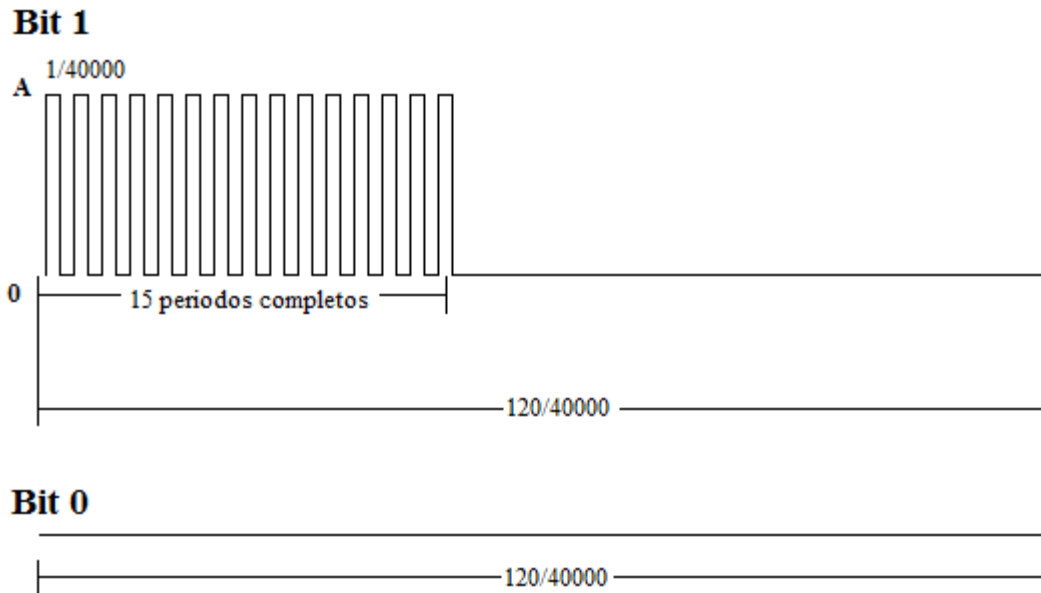 Bit 1
1/40000
A
0
15 periodos completos
120/40000
Bit 0
120/40000